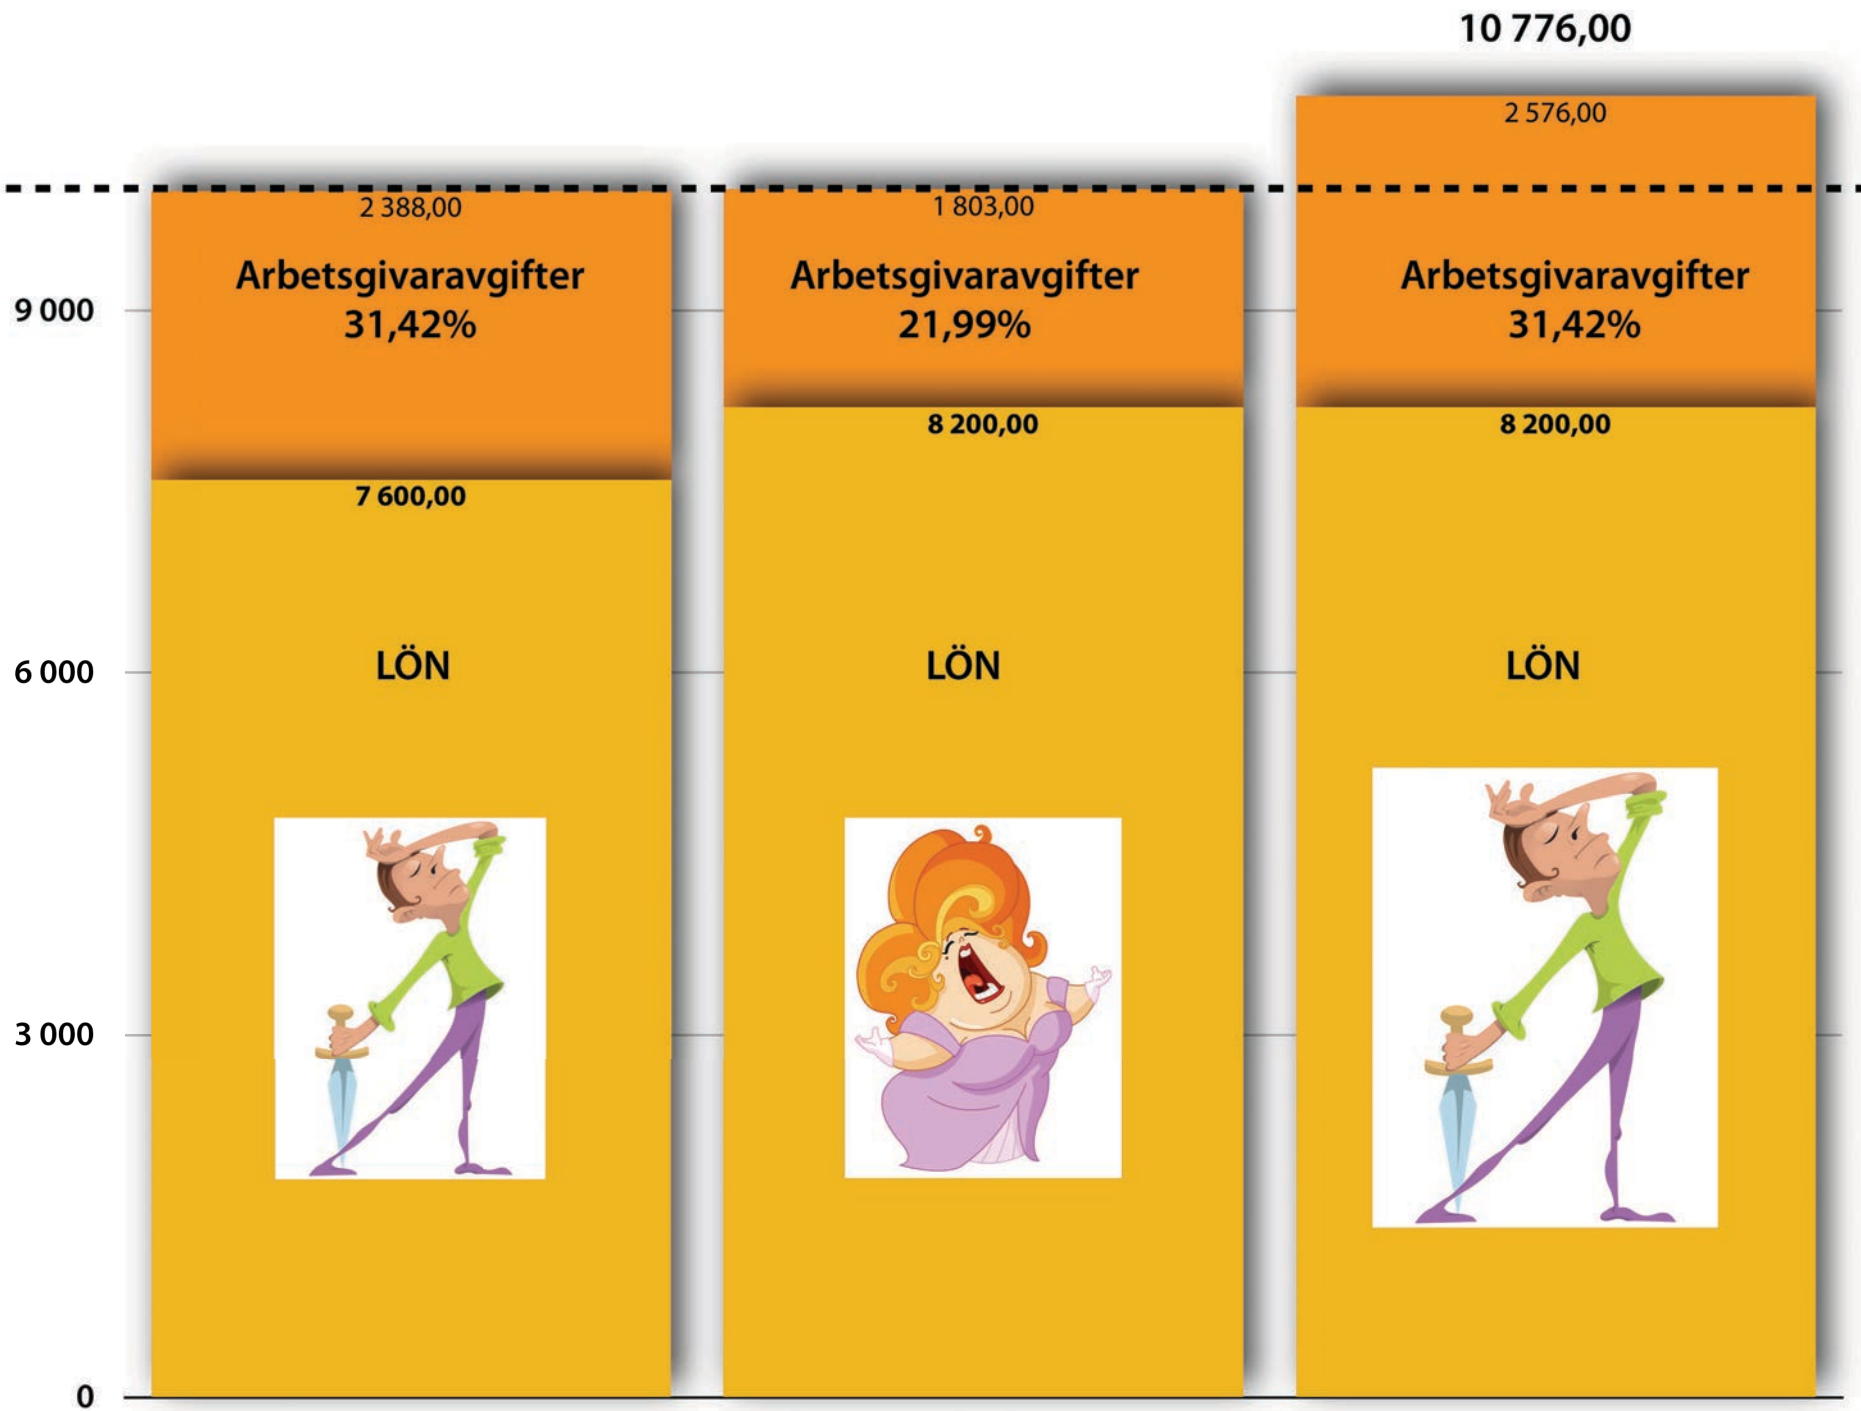 10 776,00
2 576,00
2 388,00
1 803,00
Arbetsgivaravgifter
31,42%
Arbetsgivaravgifter
21,99%
Arbetsgivaravgifter
31,42%
9 000
8 200,00
8 200,00
7 600,00
LÖN
LÖN
LÖN
6 000
3 000
0